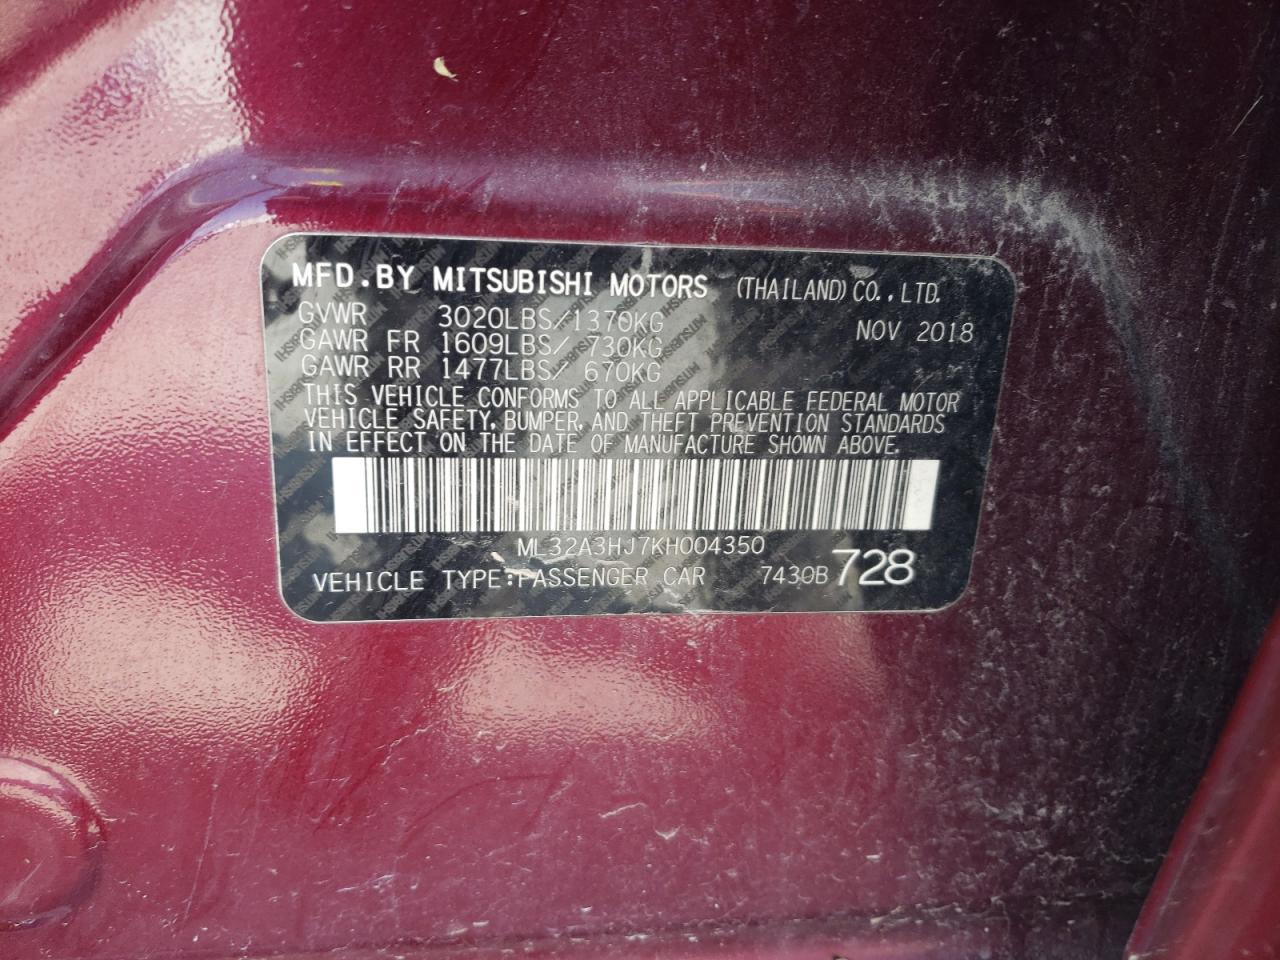 MFD.BY MITSUBISHI MOTORS (THAILAND) CO.,LTD.
GVWR 3020LBS/1370KG NOV 2018
GAWR FR 1609LBS/ 730KG
GAWR RR 1477LBS/ 670KG
THIS VEHICLE CONFORMS TO ALL APPLICABLE FEDERAL MOTOR
VEHICLE SAFETY, BUMPER, AND THEFT PREVENTION STANDARDS
IN EFFECT ON THE DATE OF MANUFACTURE SHOWN ABOVE.
ML32A3HJ7KH004350
VEHICLE TYPE:PASSENGER CAR 7430B 728